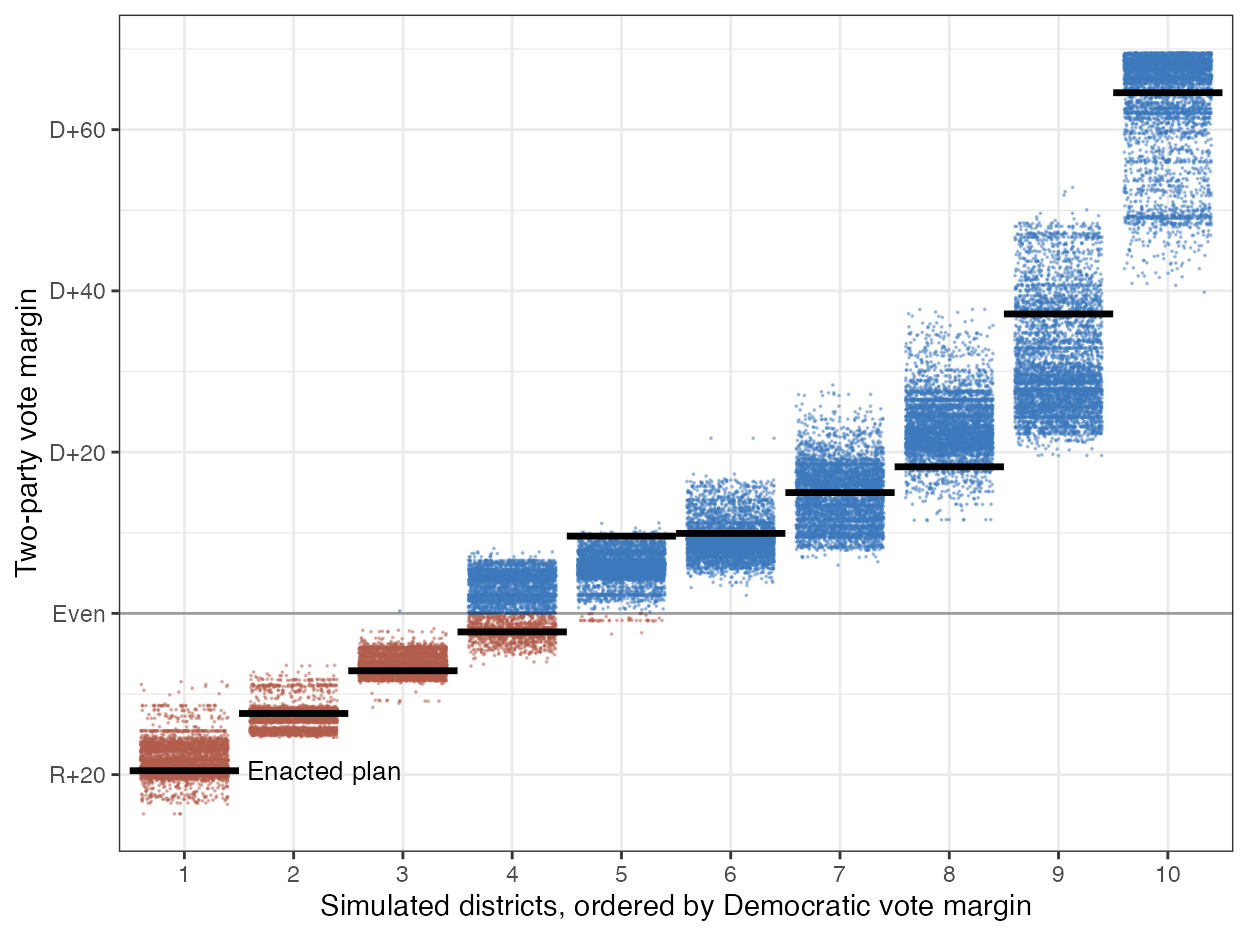 Two-party vote margin
D+60
D+40
D+20
Even
R+20
Enacted plan
1 2 3 4 5 6 7 8 9 10
Simulated districts, ordered by Democratic vote margin